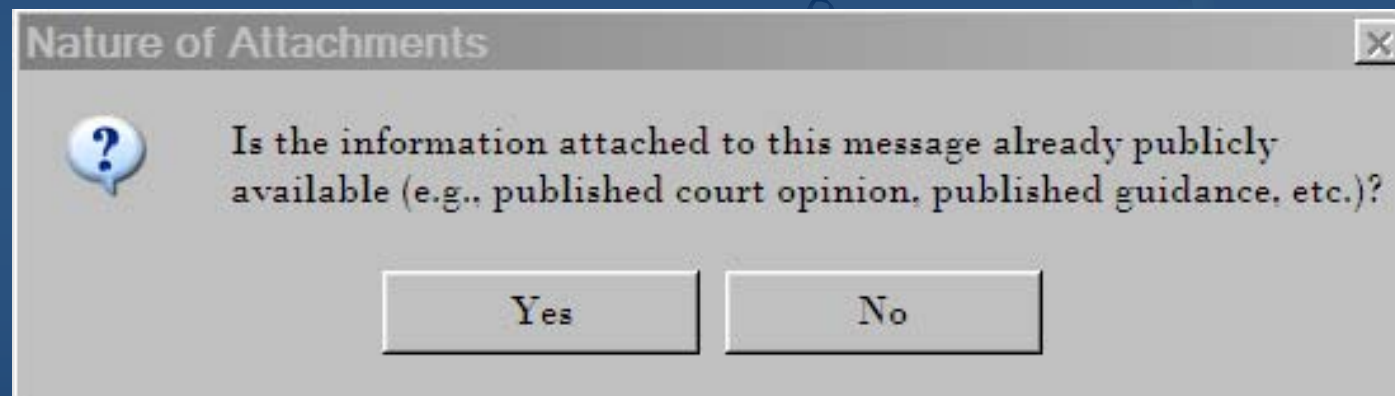 Nature of Attachments
Is the information attached to this message already publicly
available (e.g., published court opinion, published guidance, etc.)?
Yes
No